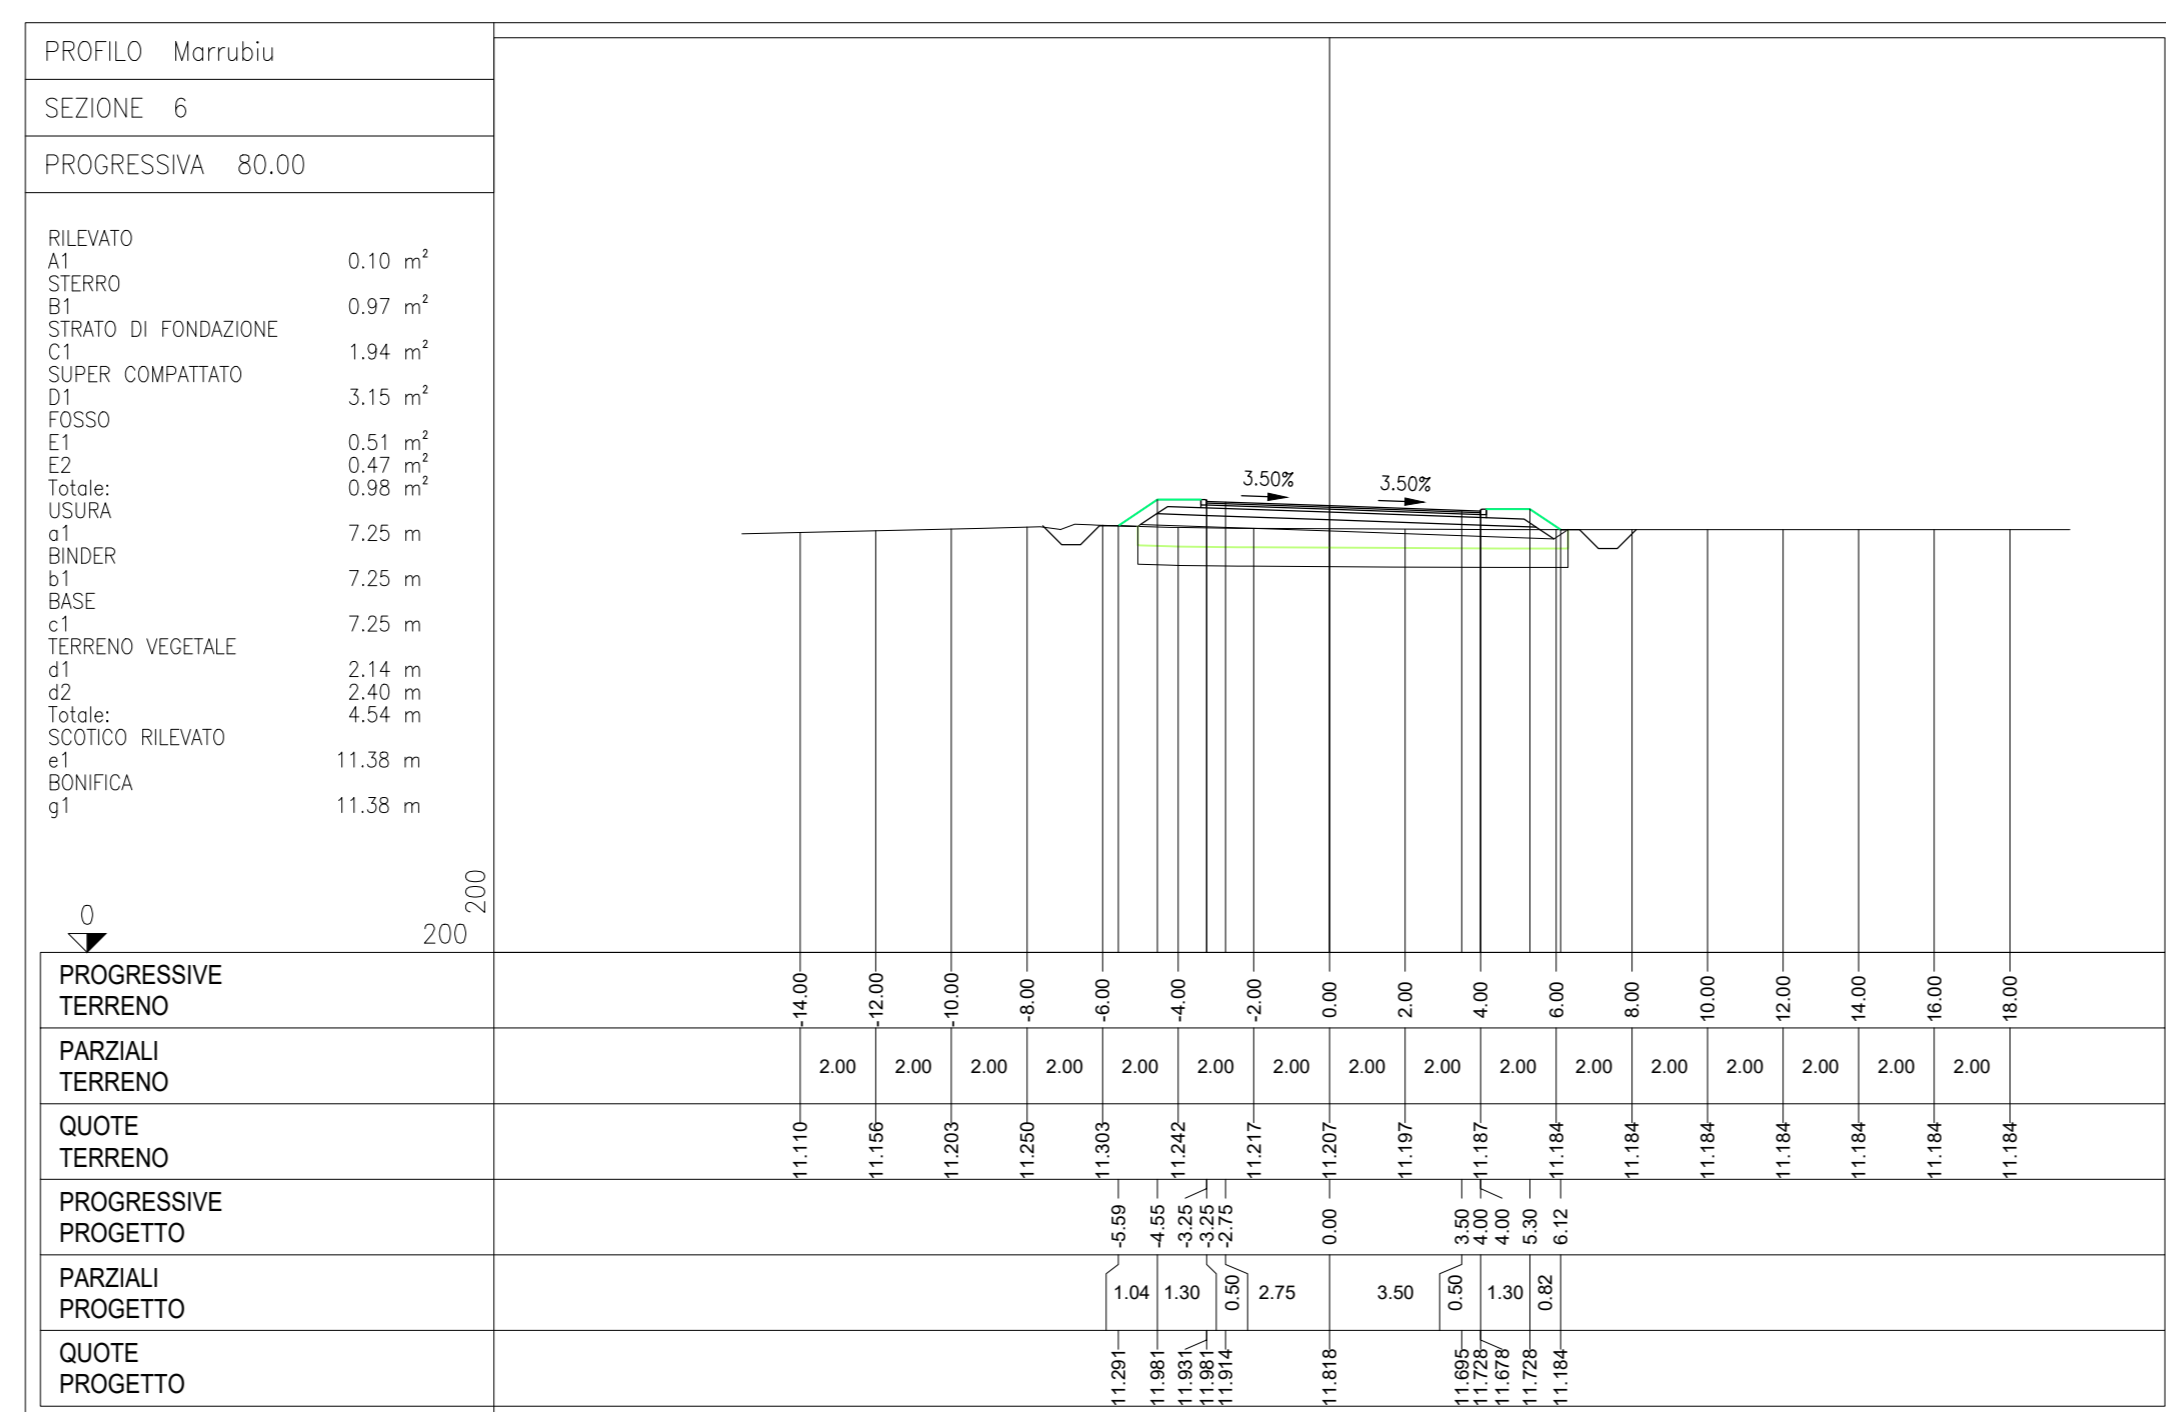 PROFILO Marrubiu
SEZIONE 6
PROGRESSIVA 80.00
RILEVATO
A1 0.10 m²
STERRO
B1 0.97 m²
STRATO DI FONDAZIONE
C1 1.94 m²
SUPER COMPATTATO
D1 3.15 m²
FOSSO
E1 0.51 m²
E2 0.47 m²
Totale: 0.98 m²
USURA
a1 7.25 m
BINDER
b1 7.25 m
BASE
c1 7.25 m
TERRENO VEGETALE
d1 2.14 m
d2 2.40 m
Totale: 4.54 m
SCOTICO RILEVATO
e1 11.38 m
BONIFICA
g1 11.38 m
3.50% 3.50%
0
200
200
PROGRESSIVE
TERRENO
-14.00 -12.00 -10.00 -8.00 -6.00 -4.00 -2.00 0.00 2.00 4.00 6.00 8.00 10.00 12.00 14.00 16.00 18.00
PARZIALI
TERRENO
2.00 2.00 2.00 2.00 2.00 2.00 2.00 2.00 2.00 2.00 2.00 2.00 2.00 2.00 2.00 2.00
QUOTE
TERRENO
11.110 11.156 11.203 11.250 11.303 11.242 11.217 11.207 11.197 11.187 11.184 11.184 11.184 11.184 11.184 11.184 11.184
PROGRESSIVE
PROGETTO
-5.59 -4.55 -3.25 -3.25 -2.75 0.00 3.50 4.00 4.00 5.30 6.12
PARZIALI
PROGETTO
1.04 1.30 0.50 2.75 3.50 0.50 1.30 0.82
QUOTE
PROGETTO
11.291 11.981 11.931 11.981 11.914 11.818 11.695 11.728 11.678 11.728 11.184